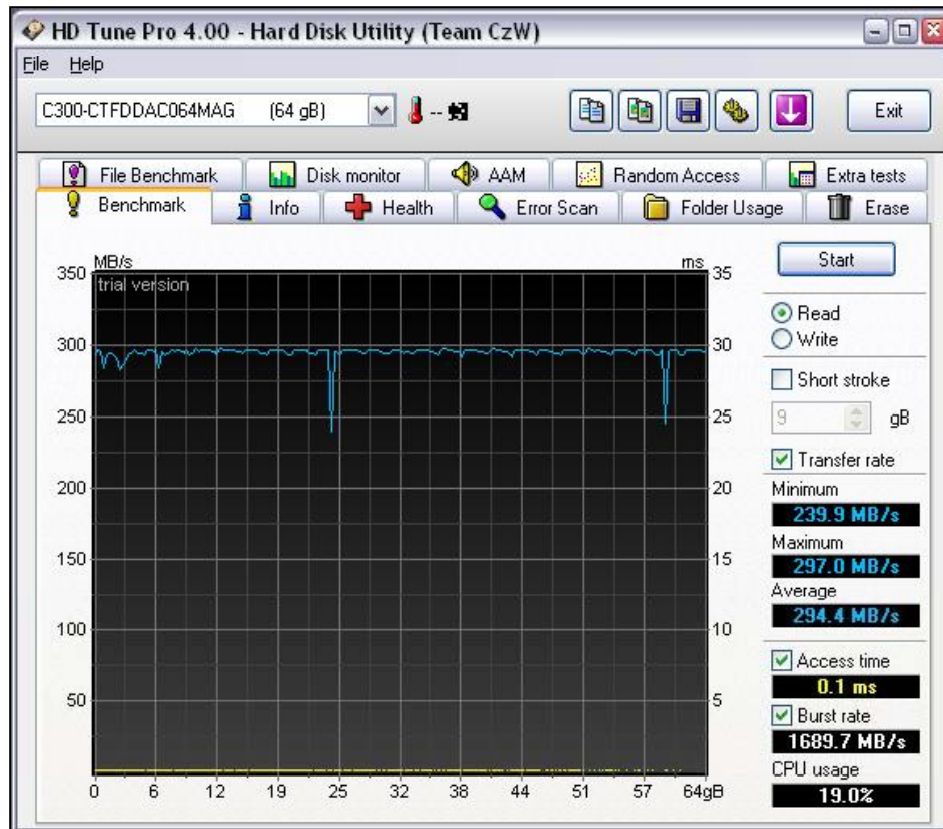 HD Tune Pro 4.00 - Hard Disk Utility (Team CzW)
File Help
C300-CTFDDAC064MAG (64 gB)
--
Exit
File Benchmark Disk monitor AAM Random Access Extra tests
Benchmark Info Health Error Scan Folder Usage Erase
MB/s ms
trial version
350 35
300 30
250 25
200 20
150 15
100 10
50 5
0 6 12 19 25 32 38 44 51 57 64gB
Start
Read
Write
Short stroke
9 gB
Transfer rate
Minimum
239.9 MB/s
Maximum
297.0 MB/s
Average
294.4 MB/s
Access time
0.1 ms
Burst rate
1689.7 MB/s
CPU usage
19.0%